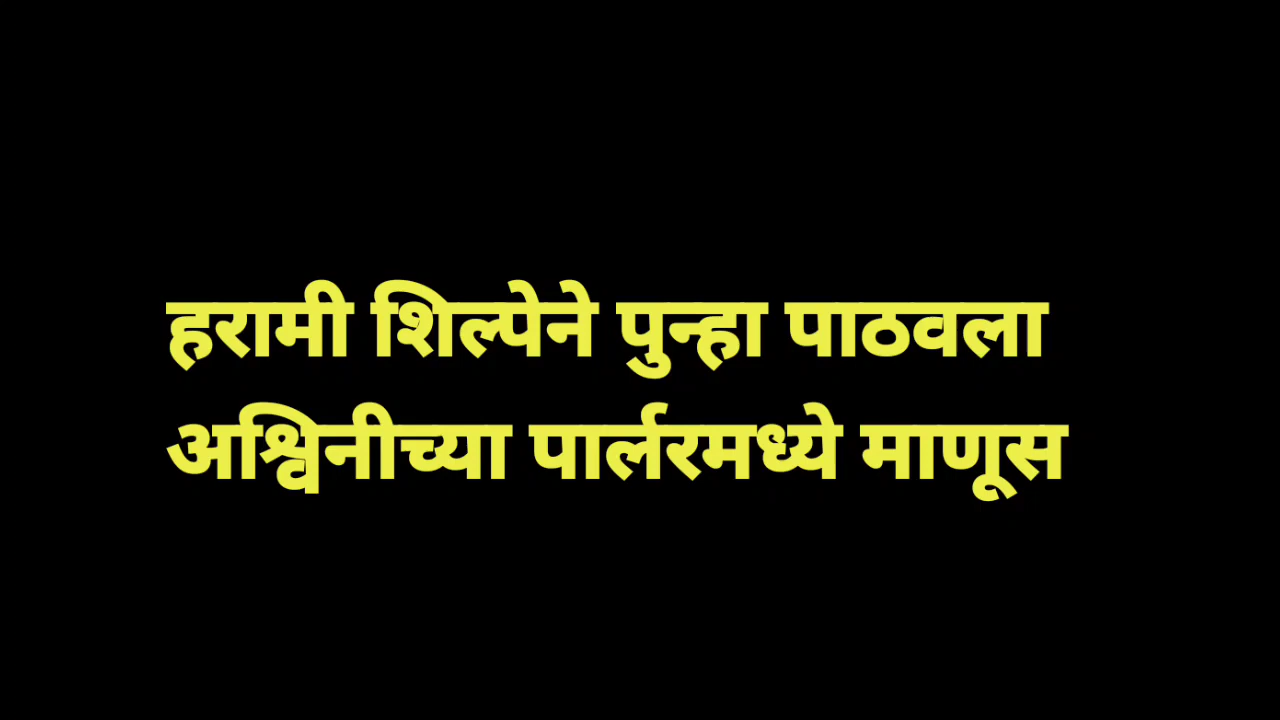 हरामी शिल्पेने पुन्हा पाठवला
अश्विनीच्या पार्लरमध्ये माणूस